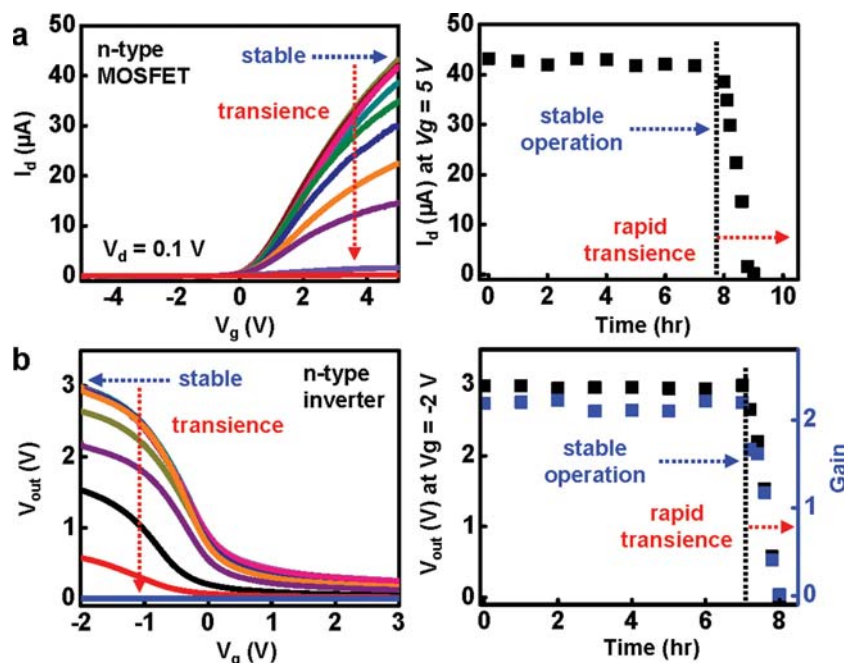 a
n-type
MOSFET
stable
transience
V_d = 0.1 V
50
40
30
20
10
0
I_d (μA)
-4 -2 0 2 4
V_g (V)
50
40
30
20
10
0
I_d (μA) at Vg = 5 V
stable
operation
rapid
transience
0 2 4 6 8 10
Time (hr)
b
stable
n-type
inverter
transience
3
2
1
0
V_out (V)
-2 -1 0 1 2 3
V_g (V)
3
2
1
0
V_out (V) at Vg = -2 V
stable
operation
rapid
transience
2
1
0
Gain
0 2 4 6 8
Time (hr)